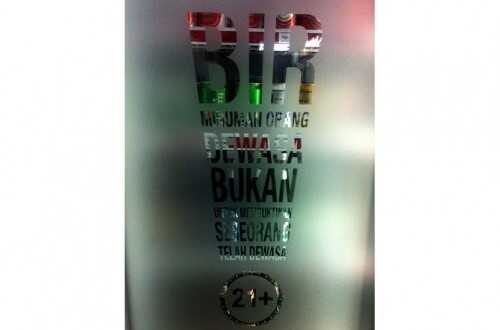 BIR
MINUMAN ORANG
DEWASA
BUKAN
UNTUK MEMBUKTIKAN
SESEORANG
TELAH DEWASA
21+